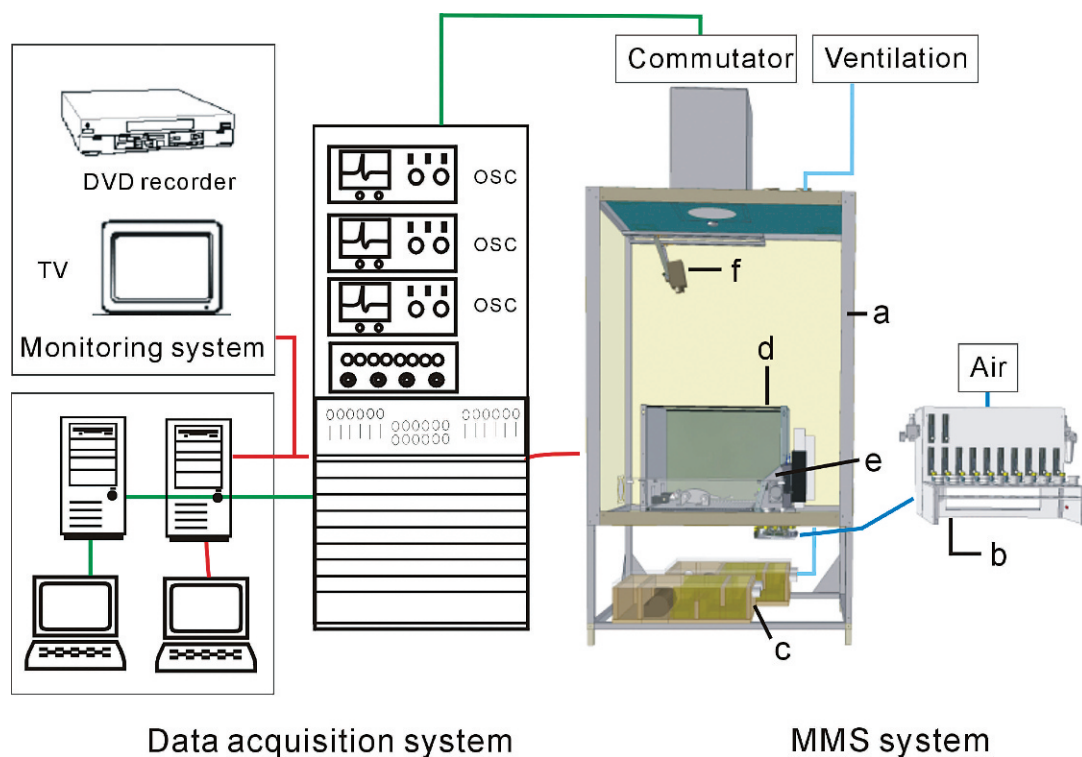 Commutator
Ventilation
DVD recorder
TV
Monitoring system
OSC
OSC
OSC
f
a
d
Air
e
b
c
Data acquisition system
MMS system